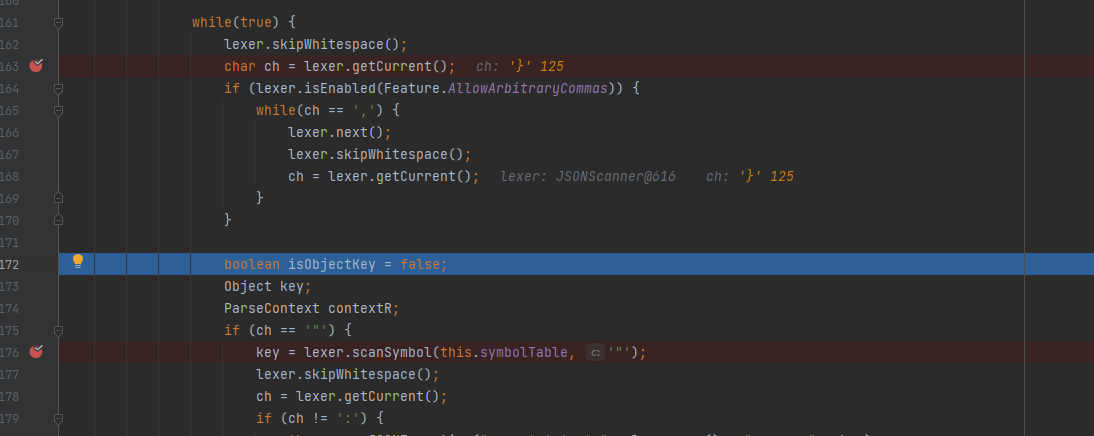 160
161 while(true) {
162 lexer.skipWhitespace();
163 char ch = lexer.getCurrent(); ch: '}' 125
164 if (lexer.isEnabled(Feature.AllowArbitraryCommas)) {
165 while(ch == ',') {
166 lexer.next();
167 lexer.skipWhitespace();
168 ch = lexer.getCurrent(); lexer: JSONScanner@616 ch: '}' 125
169 }
170 }
171
172 boolean isObjectKey = false;
173 Object key;
174 ParseContext contextR;
175 if (ch == '"') {
176 key = lexer.scanSymbol(this.symbolTable, c: '"');
177 lexer.skipWhitespace();
178 ch = lexer.getCurrent();
179 if (ch != ':') {